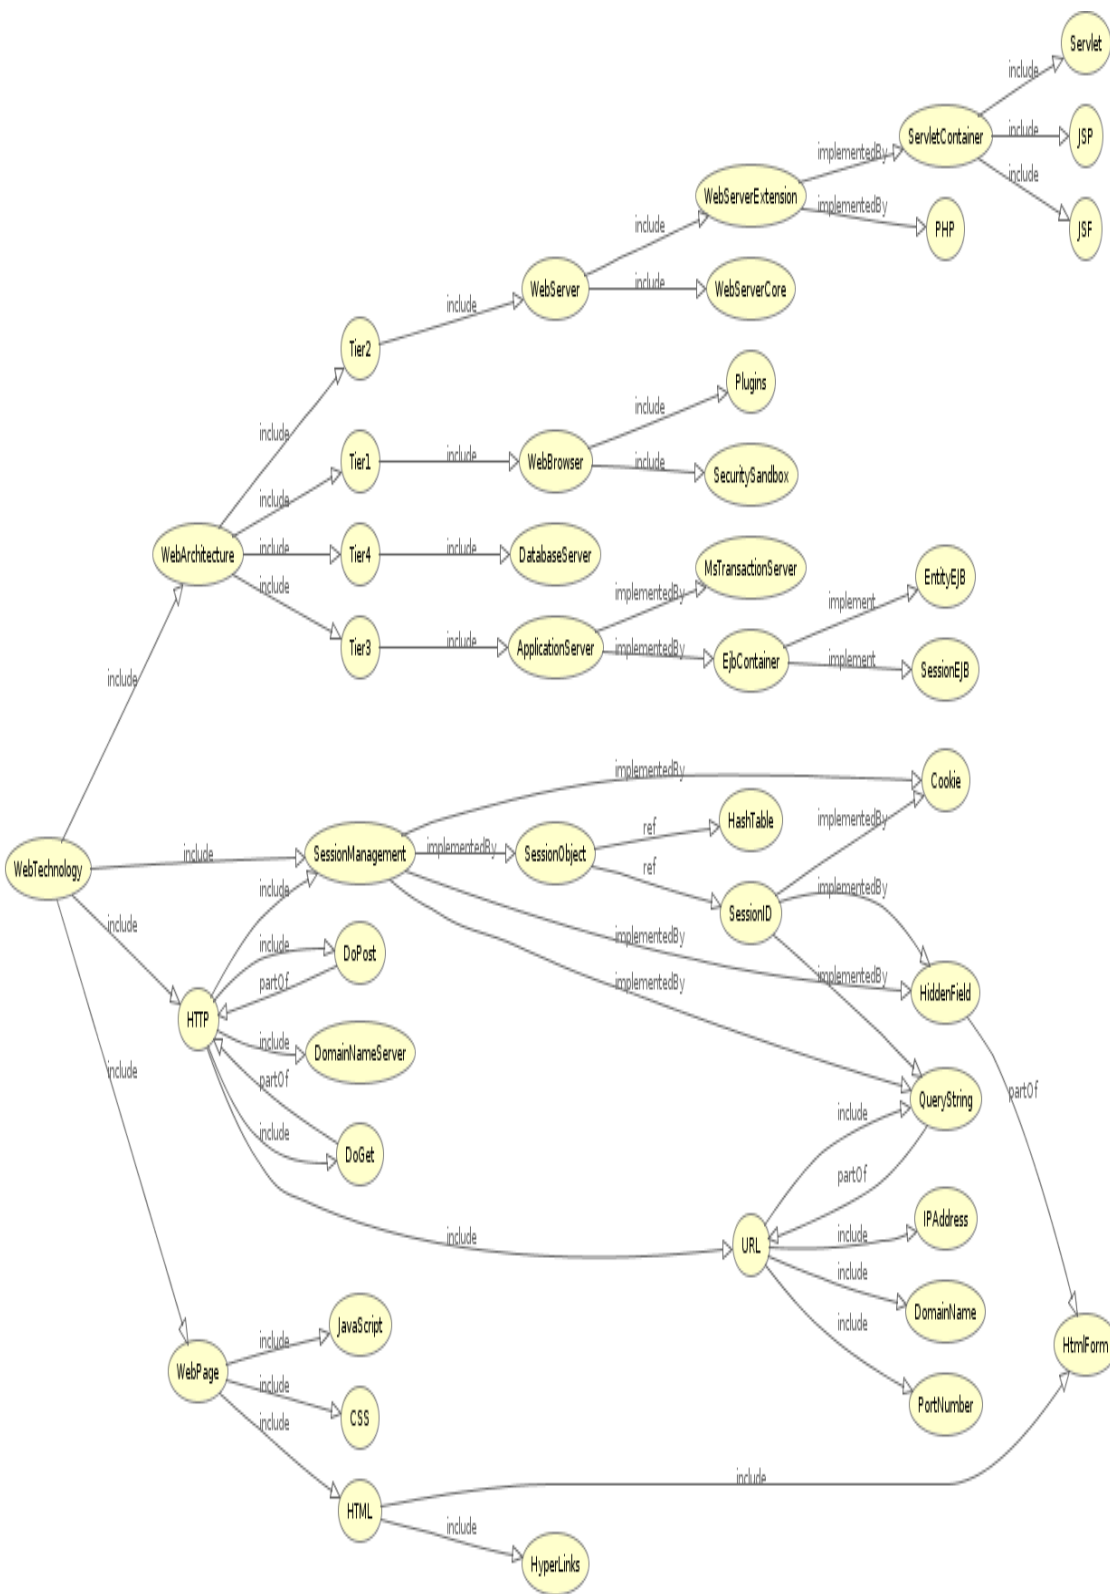 Servlet
include
ServletContainer
include
JSP
implementedBy
include
WebServerExtension
implementedBy
include
PHP
JSF
WebServer
include
WebServerCore
include
Tier2
Plugins
include
include
Tier1
include
WebBrowser
include
SecuritySandbox
include
WebArchitecture
include
Tier4
include
DatabaseServer
MsTransactionServer
EntityEJB
include
implementedBy
implement
Tier3
include
ApplicationServer
implementedBy
EjbContainer
implement
SessionEJB
include
implementedBy
Cookie
HashTable
ref
implementedBy
WebTechnology
include
SessionManagement
implementedBy
SessionObject
ref
include
SessionID
implementedBy
include
include
DoPost
implementedBy
partOf
implementedBy
implementedBy
HiddenField
HTTP
include
DomainNameServer
include
partOf
partOf
QueryString
include
include
DoGet
partOf
IPAddress
include
URL
include
include
DomainName
include
JavaScript
include
HtmlForm
WebPage
include
CSS
PortNumber
include
include
HTML
include
HyperLinks